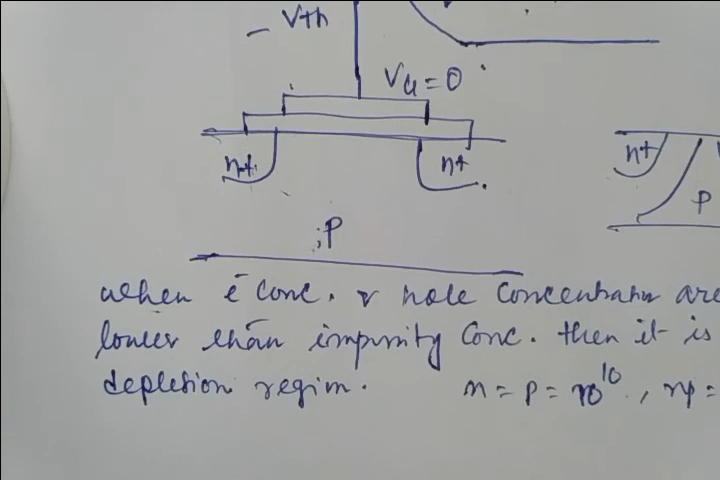 – Vth
VG = 0
n+ n+ n+
P
;P
when ē conc. & hole concentration are
lower than impurity conc. then it is
depletion regim. n = p = 10^10, np =